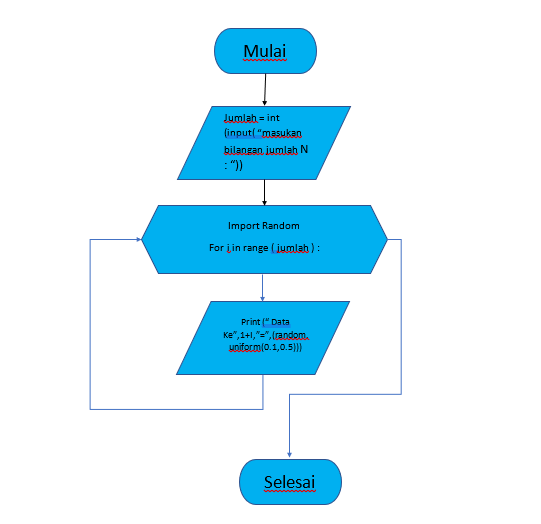 Mulai
Jumlah = int
(input( “masukan
bilangan jumlah N
: “))
Import Random
For i in range ( jumlah ) :
Print (“ Data
Ke”,1+I,”=”,(random.
uniform(0.1,0.5)))
Selesai